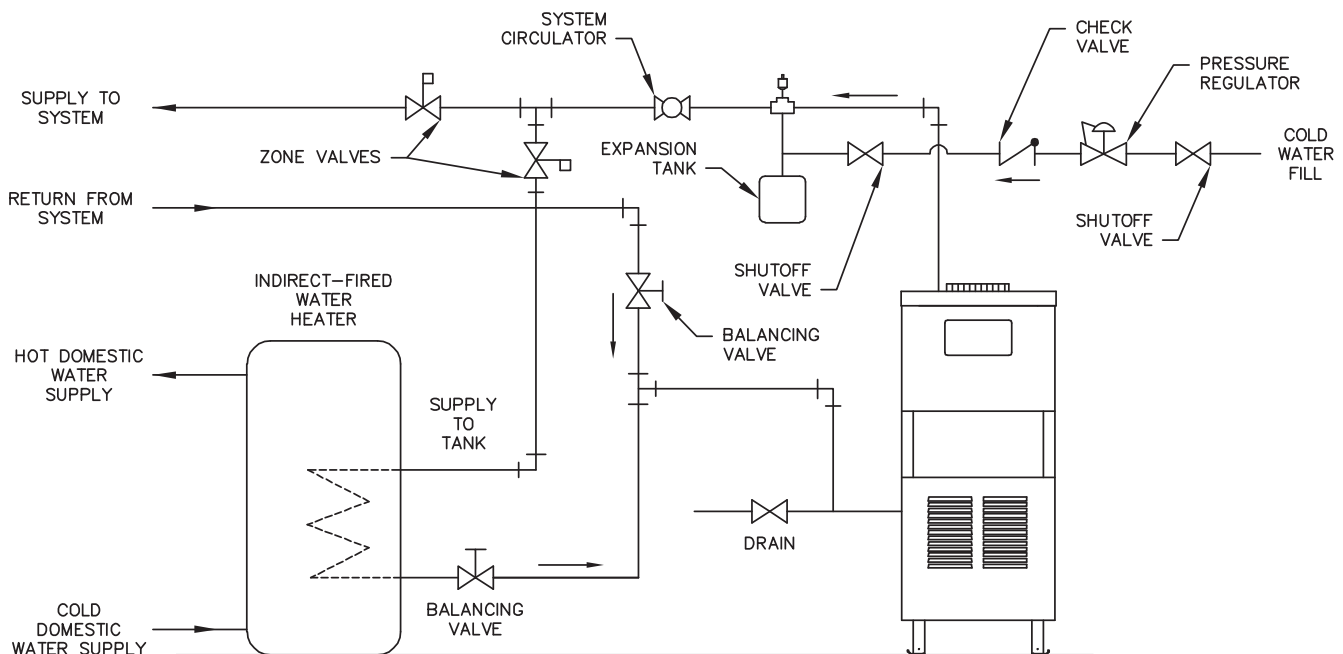 SYSTEM
CIRCULATOR
CHECK
VALVE
PRESSURE
REGULATOR
SUPPLY TO
SYSTEM
ZONE VALVES
EXPANSION
TANK
COLD
WATER
FILL
RETURN FROM
SYSTEM
SHUTOFF
VALVE
SHUTOFF
VALVE
INDIRECT-FIRED
WATER
HEATER
BALANCING
VALVE
HOT DOMESTIC
WATER
SUPPLY
SUPPLY
TO
TANK
DRAIN
BALANCING
VALVE
COLD
DOMESTIC
WATER SUPPLY